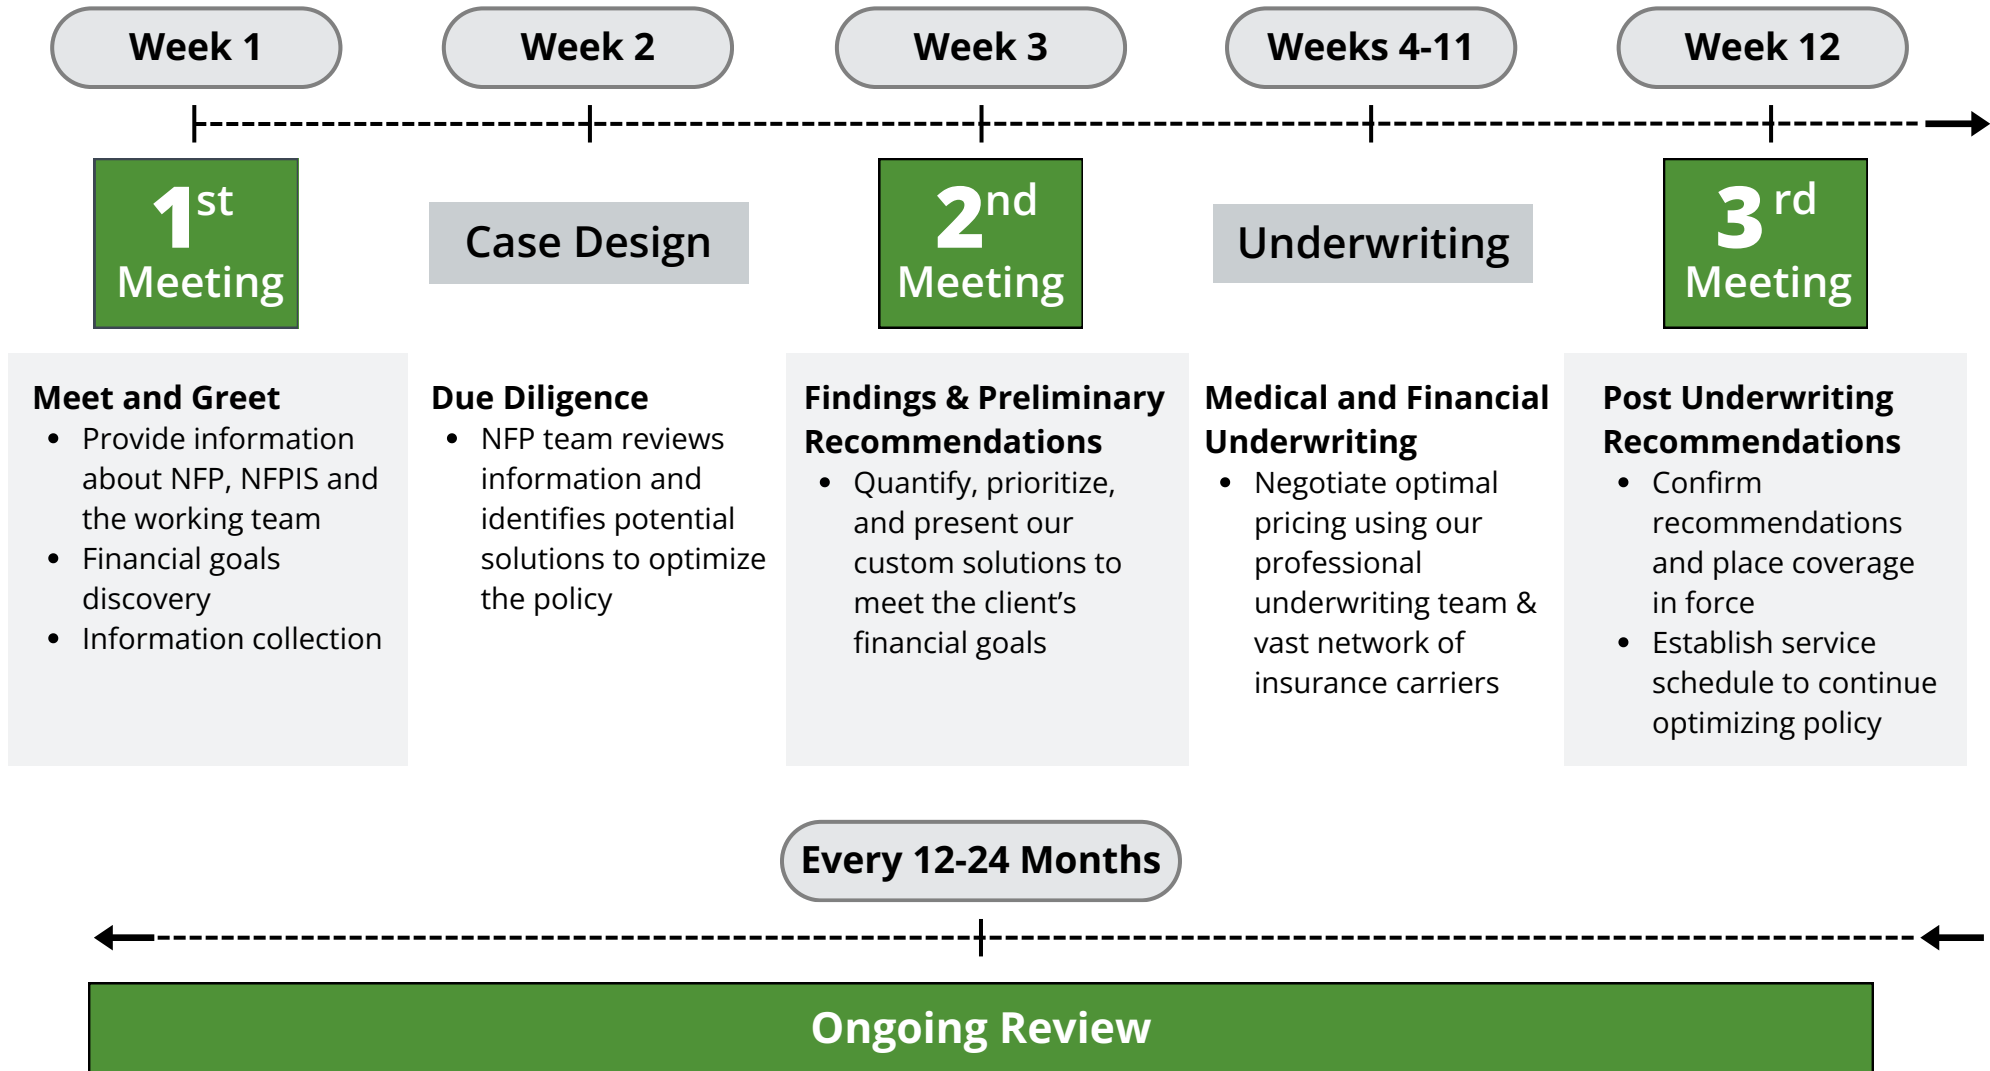 Week 1
Week 2
Week 3
Weeks 4-11
Week 12
1st
Meeting
Case Design
2nd
Meeting
Underwriting
3rd
Meeting
Meet and Greet
• Provide information
about NFP, NFPIS and
the working team
• Financial goals
discovery
• Information collection
Due Diligence
• NFP team reviews
information and
identifies potential
solutions to optimize
the policy
Findings & Preliminary
Recommendations
• Quantify, prioritize,
and present our
custom solutions to
meet the client’s
financial goals
Medical and Financial
Underwriting
• Negotiate optimal
pricing using our
professional
underwriting team &
vast network of
insurance carriers
Post Underwriting
Recommendations
• Confirm
recommendations
and place coverage
in force
• Establish service
schedule to continue
optimizing policy
Every 12-24 Months
Ongoing Review